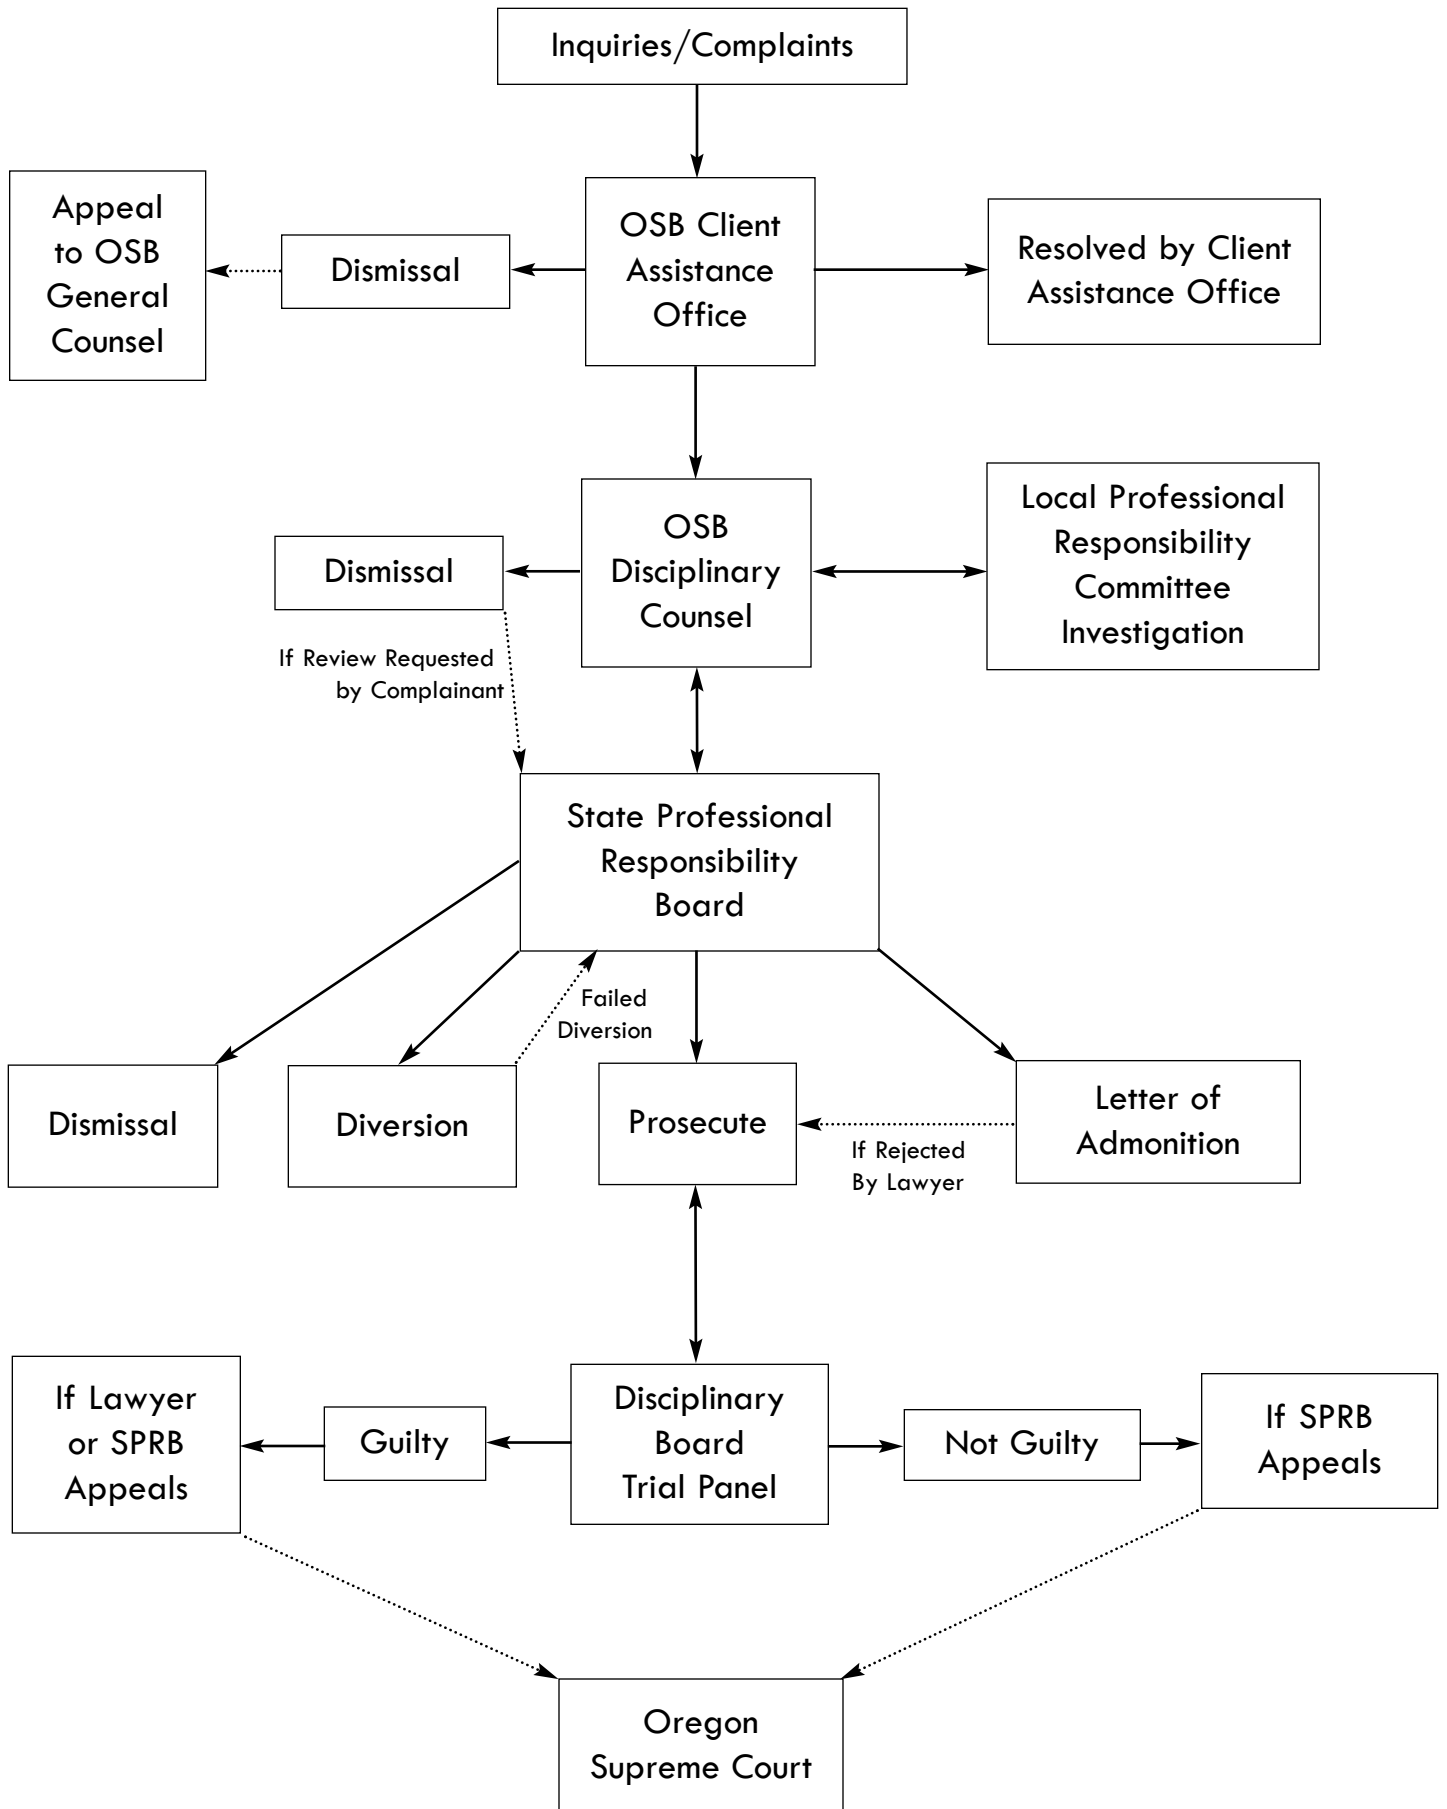 Inquiries/Complaints
Appeal
to OSB
General
Counsel
Dismissal
OSB Client
Assistance
Office
Resolved by Client
Assistance Office
Dismissal
OSB
Disciplinary
Counsel
Local Professional
Responsibility
Committee
Investigation
If Review Requested
by Complainant
State Professional
Responsibility
Board
Failed
Diversion
Dismissal
Diversion
Prosecute
If Rejected
By Lawyer
Letter of
Admonition
If Lawyer
or SPRB
Appeals
Guilty
Disciplinary
Board
Trial Panel
Not Guilty
If SPRB
Appeals
Oregon
Supreme Court